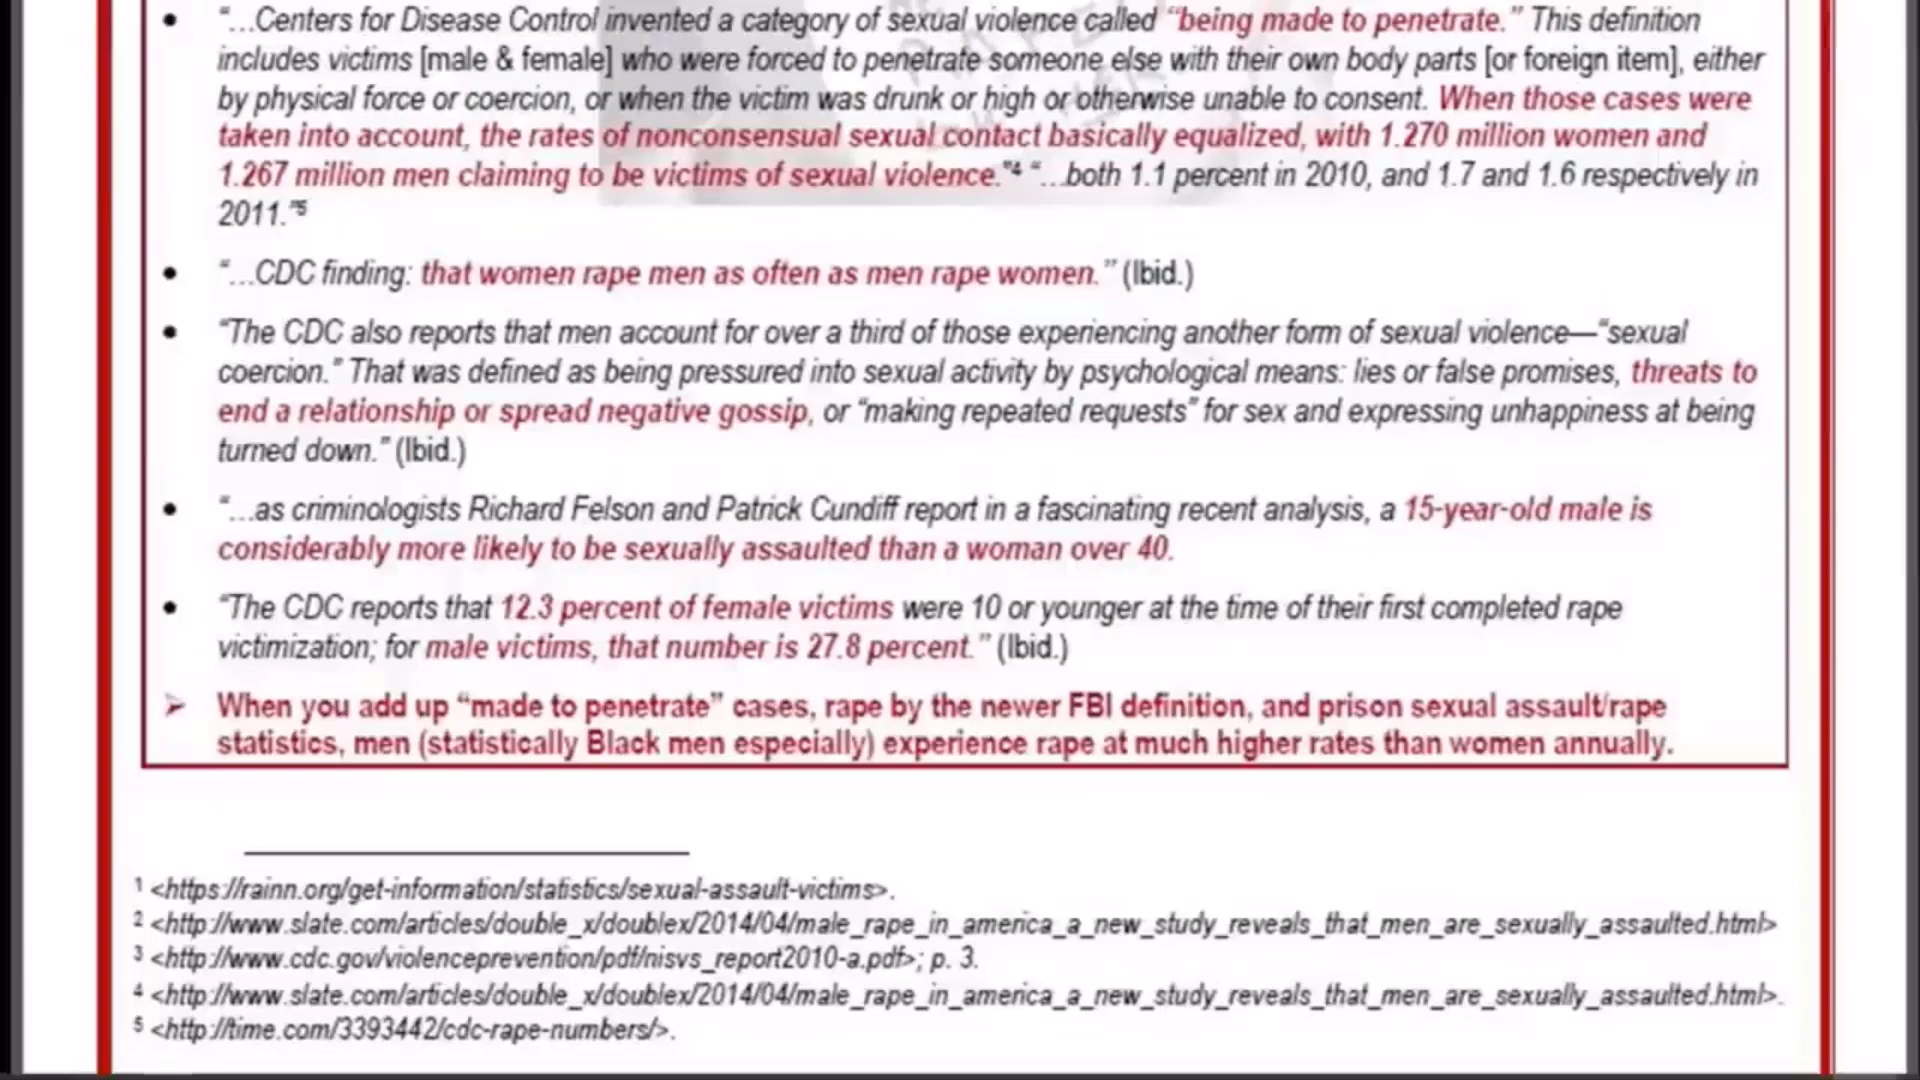 • “…Centers for Disease Control invented a category of sexual violence called “being made to penetrate.” This definition
includes victims [male & female] who were forced to penetrate someone else with their own body parts [or foreign item], either
by physical force or coercion, or when the victim was drunk or high or otherwise unable to consent. When those cases were
taken into account, the rates of nonconsensual sexual contact basically equalized, with 1.270 million women and
1.267 million men claiming to be victims of sexual violence.”4 “…both 1.1 percent in 2010, and 1.7 and 1.6 respectively in
2011.”5
• “…CDC finding: that women rape men as often as men rape women.” (Ibid.)
• “The CDC also reports that men account for over a third of those experiencing another form of sexual violence—“sexual
coercion.” That was defined as being pressured into sexual activity by psychological means: lies or false promises, threats to
end a relationship or spread negative gossip, or “making repeated requests” for sex and expressing unhappiness at being
turned down.” (Ibid.)
• “…as criminologists Richard Felson and Patrick Cundiff report in a fascinating recent analysis, a 15-year-old male is
considerably more likely to be sexually assaulted than a woman over 40.
• “The CDC reports that 12.3 percent of female victims were 10 or younger at the time of their first completed rape
victimization; for male victims, that number is 27.8 percent.” (Ibid.)
➢ When you add up “made to penetrate” cases, rape by the newer FBI definition, and prison sexual assault/rape
statistics, men (statistically Black men especially) experience rape at much higher rates than women annually.
1 <https://rainn.org/get-information/statistics/sexual-assault-victims>.
2 <http://www.slate.com/articles/double_x/doublex/2014/04/male_rape_in_america_a_new_study_reveals_that_men_are_sexually_assaulted.html>
3 <http://www.cdc.gov/violenceprevention/pdf/nisvs_report2010-a.pdf>; p. 3.
4 <http://www.slate.com/articles/double_x/doublex/2014/04/male_rape_in_america_a_new_study_reveals_that_men_are_sexually_assaulted.html>.
5 <http://time.com/3393442/cdc-rape-numbers/>.